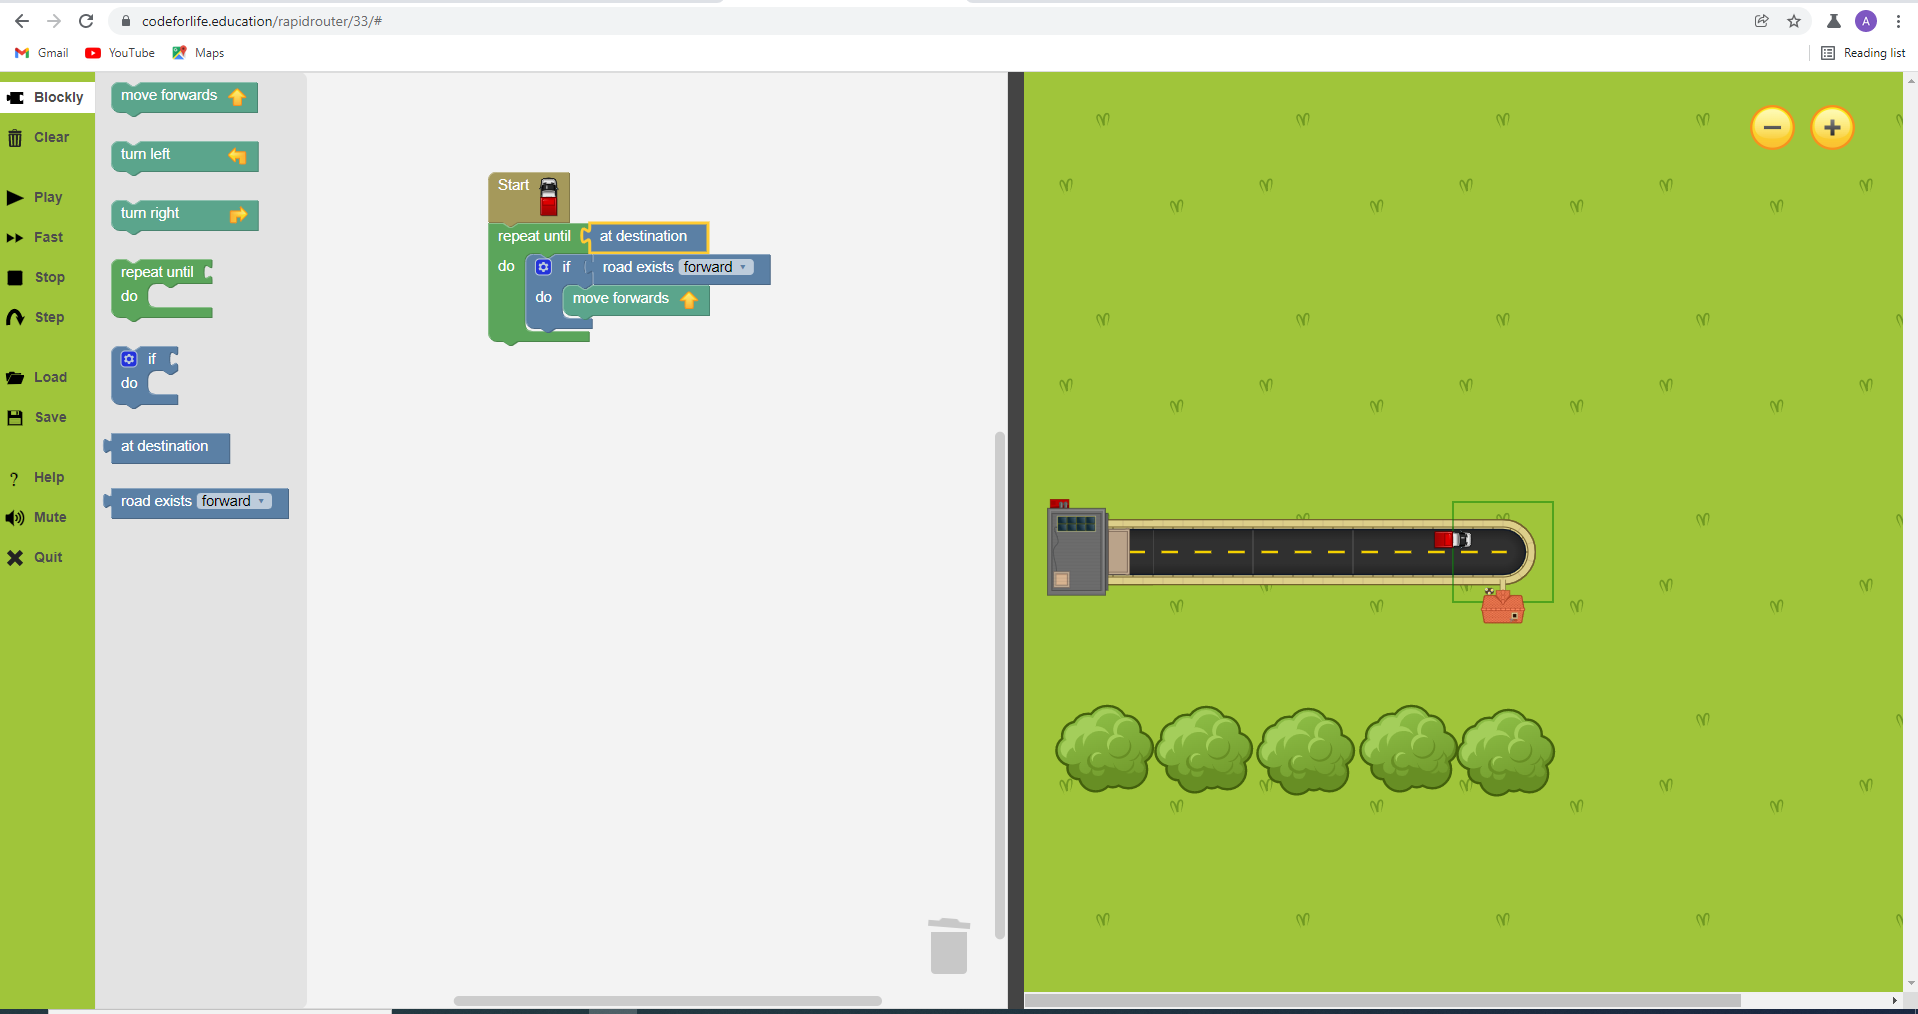 codeforlife.education/rapidrouter/33/#
A
Gmail
YouTube
Maps
Reading list
Blockly
Clear
Play
Fast
Stop
Step
Load
Save
? Help
Mute
Quit
move forwards
turn left
turn right
repeat until
do
if
do
at destination
road exists forward
Start
repeat until at destination
do if road exists forward
do move forwards
− +